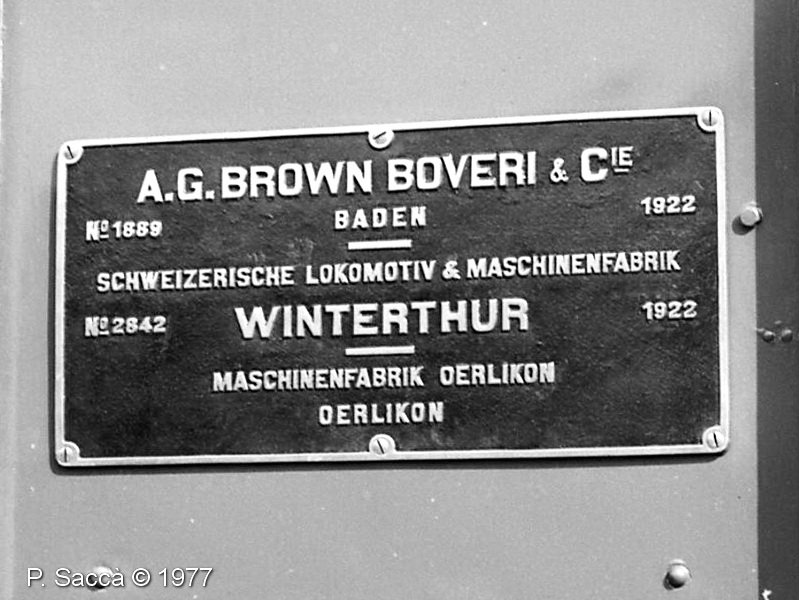 A.G. BROWN BOVERI & CIE
BADEN
No 1889 1922
SCHWEIZERISCHE LOKOMOTIV & MASCHINENFABRIK
No 2842 WINTERTHUR 1922
MASCHINENFABRIK OERLIKON
OERLIKON
P. Saccà © 1977